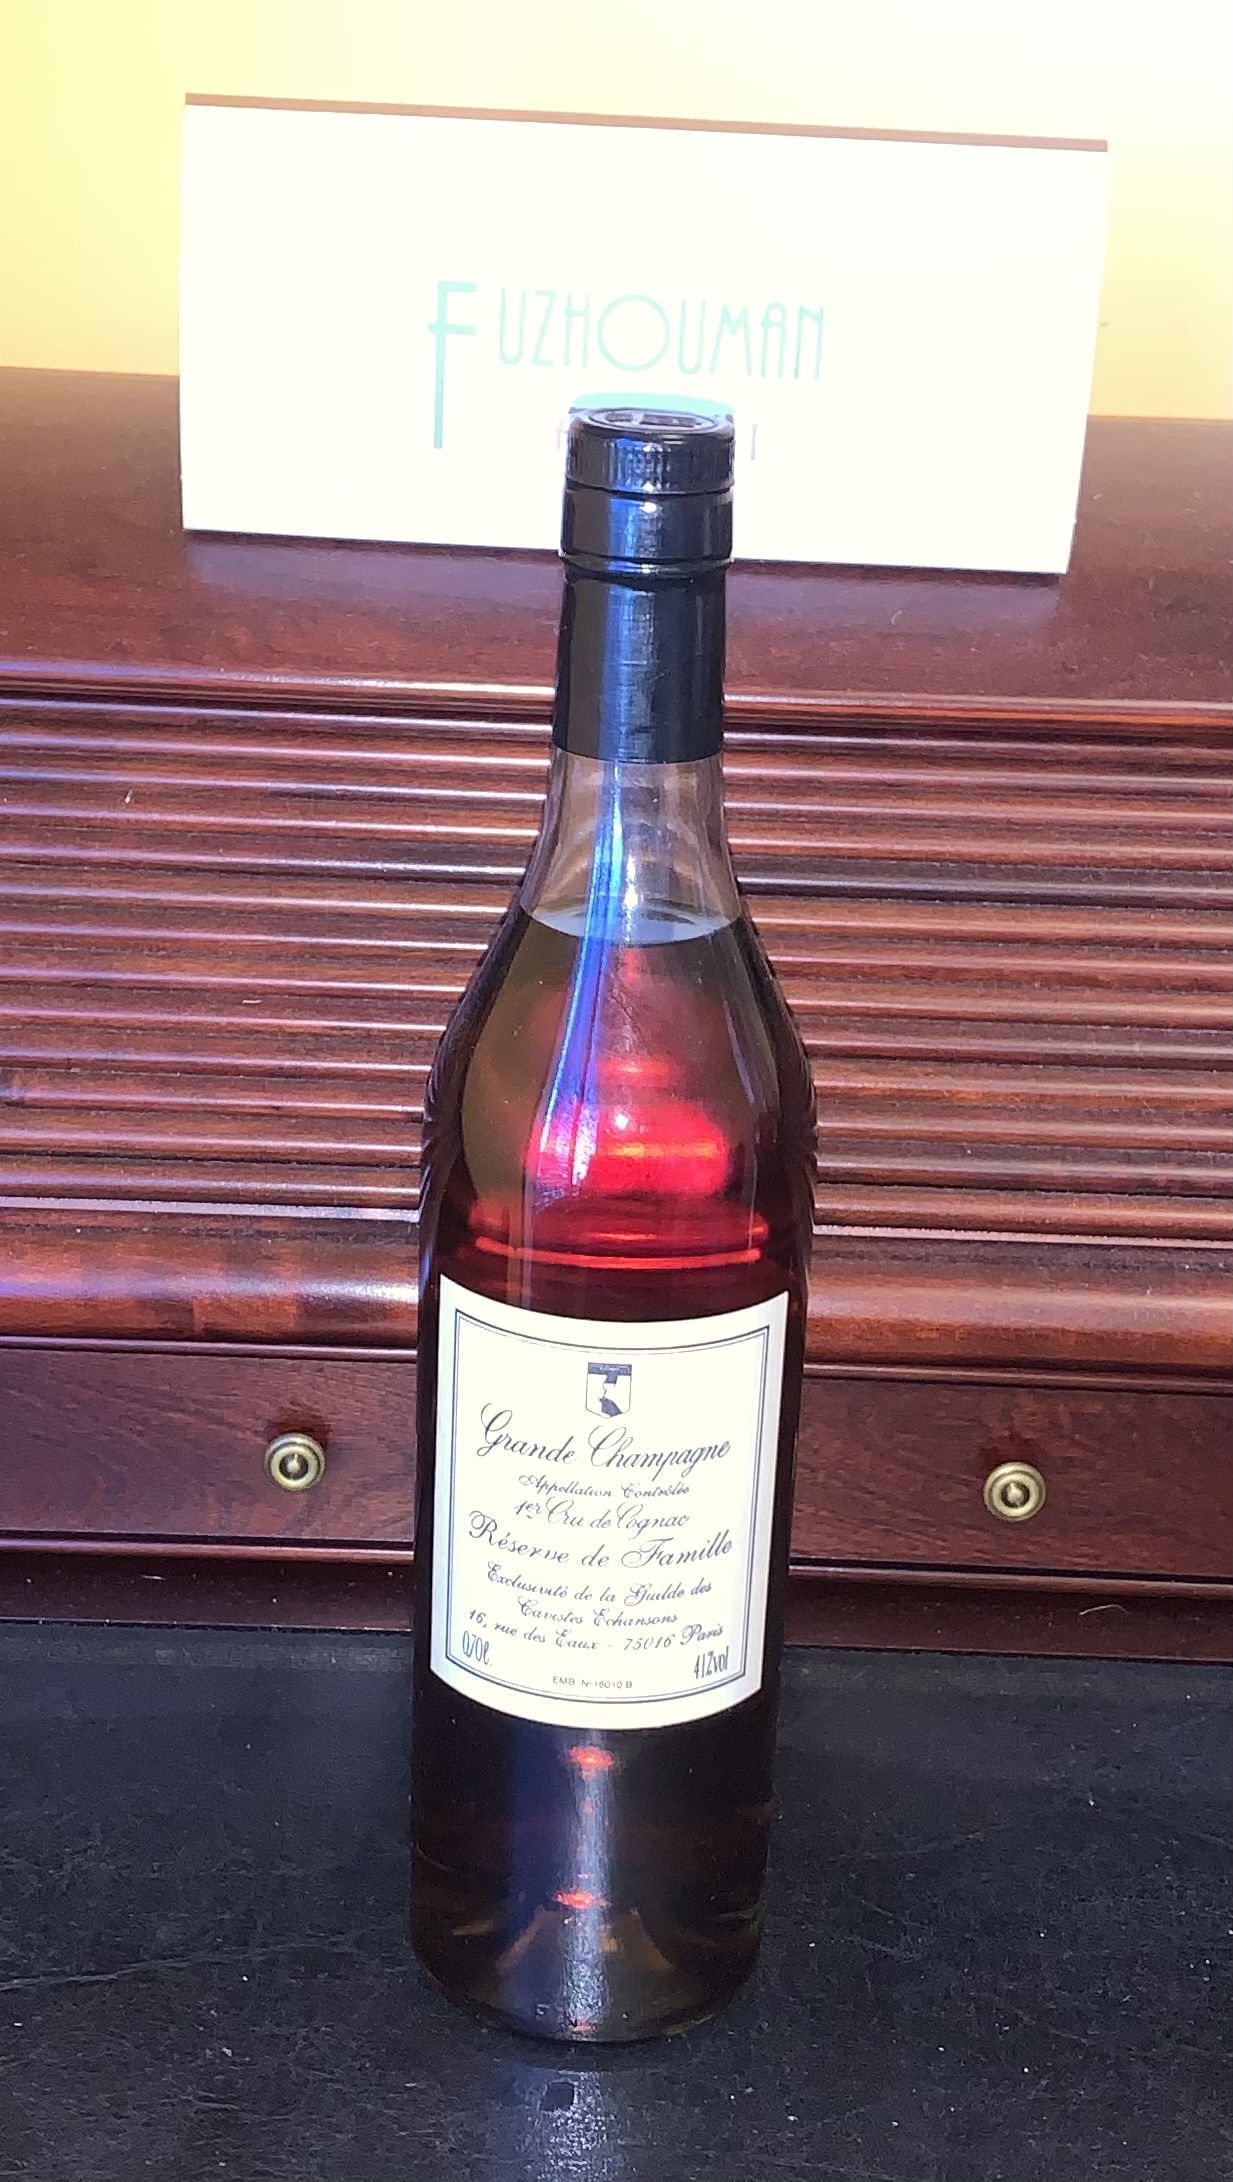 FUZHOUMAN
Grande Champagne
Appellation Contrôlée
1er Cru de Cognac
Réserve de Famille
Exclusivité de la Guilde des
Cavistes Echansons
16, rue des Eaux - 75016 Paris
0,70ℓ. 41%vol
EMB. Nº 16010 B